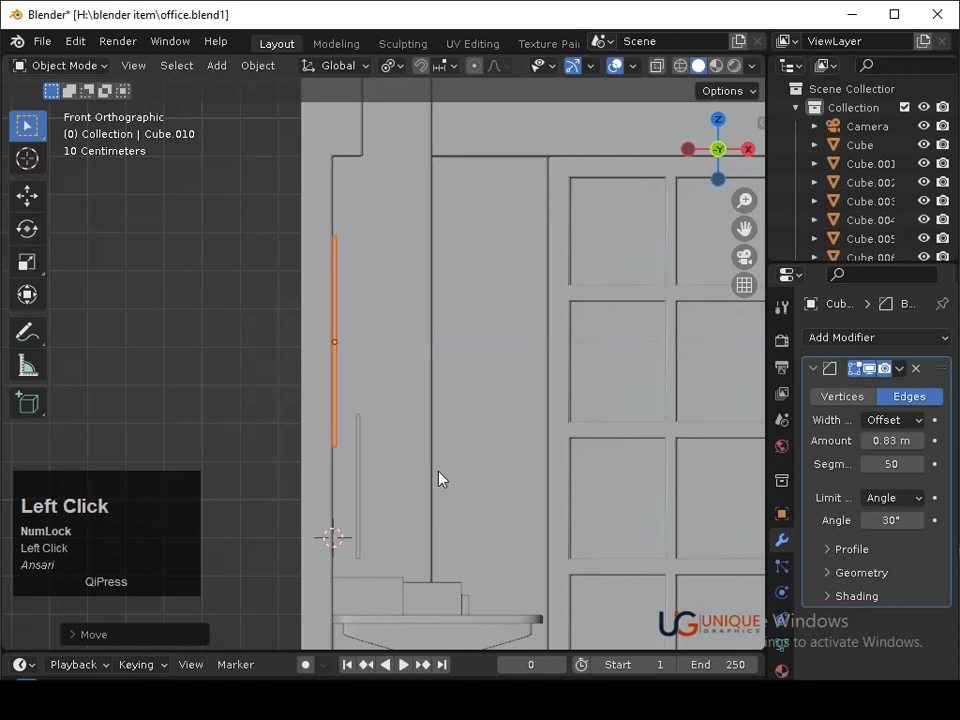 Blender* [H:\blender item\office.blend1]
File Edit Render Window Help Layout Modeling Sculpting UV Editing Texture Pai Scene ViewLayer
Object Mode View Select Add Object Global
Options
Scene Collection
Collection
Camera
Cube
Cube.001
Cube.002
Cube.003
Cube.004
Cube.005
Front Orthographic
(0) Collection | Cube.010
10 Centimeters
Z
-Y
X
Cub... B...
Add Modifier
Vertices Edges
Width Offset
Amount 0.83 m
Segm... 50
Limit Angle
Angle 30°
Profile
Geometry
Shading
Left Click
NumLock
Left Click
Ansari
QiPress
Move
UG UNIQUE
GRAPHICS
Windows
ings to activate Windows.
Playback Keying View Marker 0 Start 1 End 250